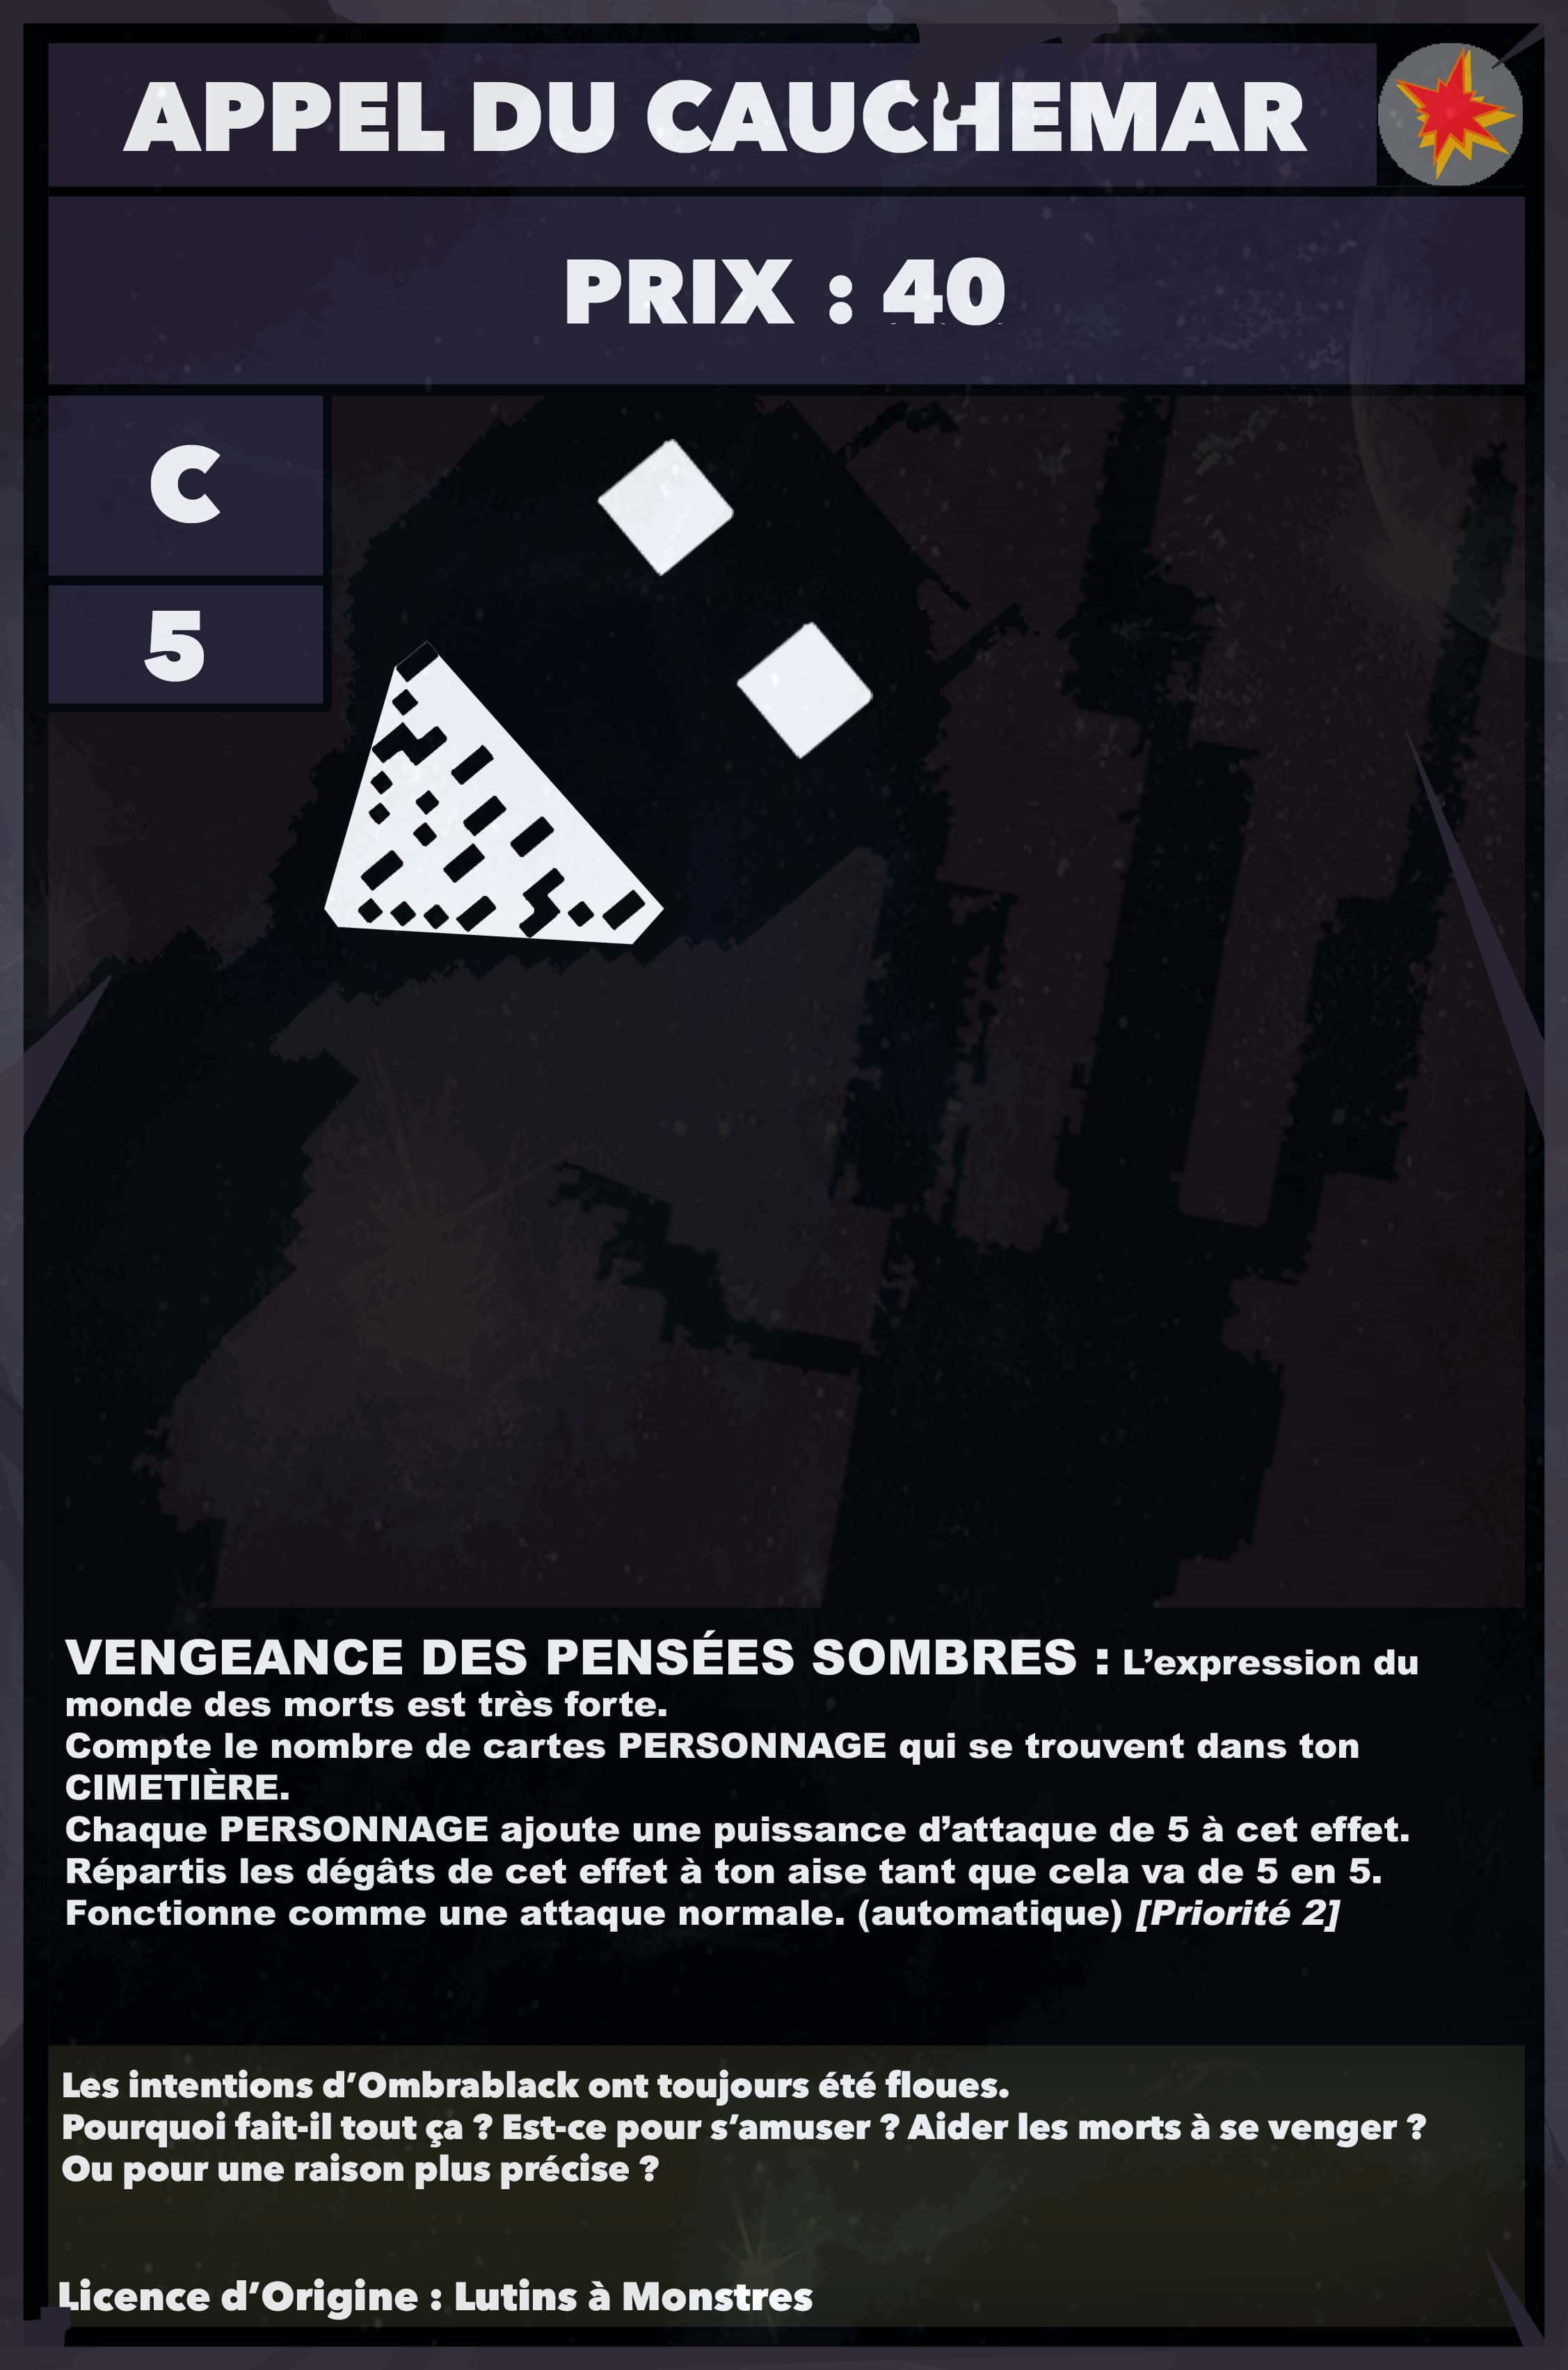 APPEL DU CAUCHEMAR
PRIX : 40
C
5
VENGEANCE DES PENSÉES SOMBRES : L’expression du
monde des morts est très forte.
Compte le nombre de cartes PERSONNAGE qui se trouvent dans ton
CIMETIÈRE.
Chaque PERSONNAGE ajoute une puissance d’attaque de 5 à cet effet.
Répartis les dégâts de cet effet à ton aise tant que cela va de 5 en 5.
Fonctionne comme une attaque normale. (automatique) [Priorité 2]
Les intentions d’Ombrablack ont toujours été floues.
Pourquoi fait-il tout ça ? Est-ce pour s’amuser ? Aider les morts à se venger ?
Ou pour une raison plus précise ?
Licence d’Origine : Lutins à Monstres